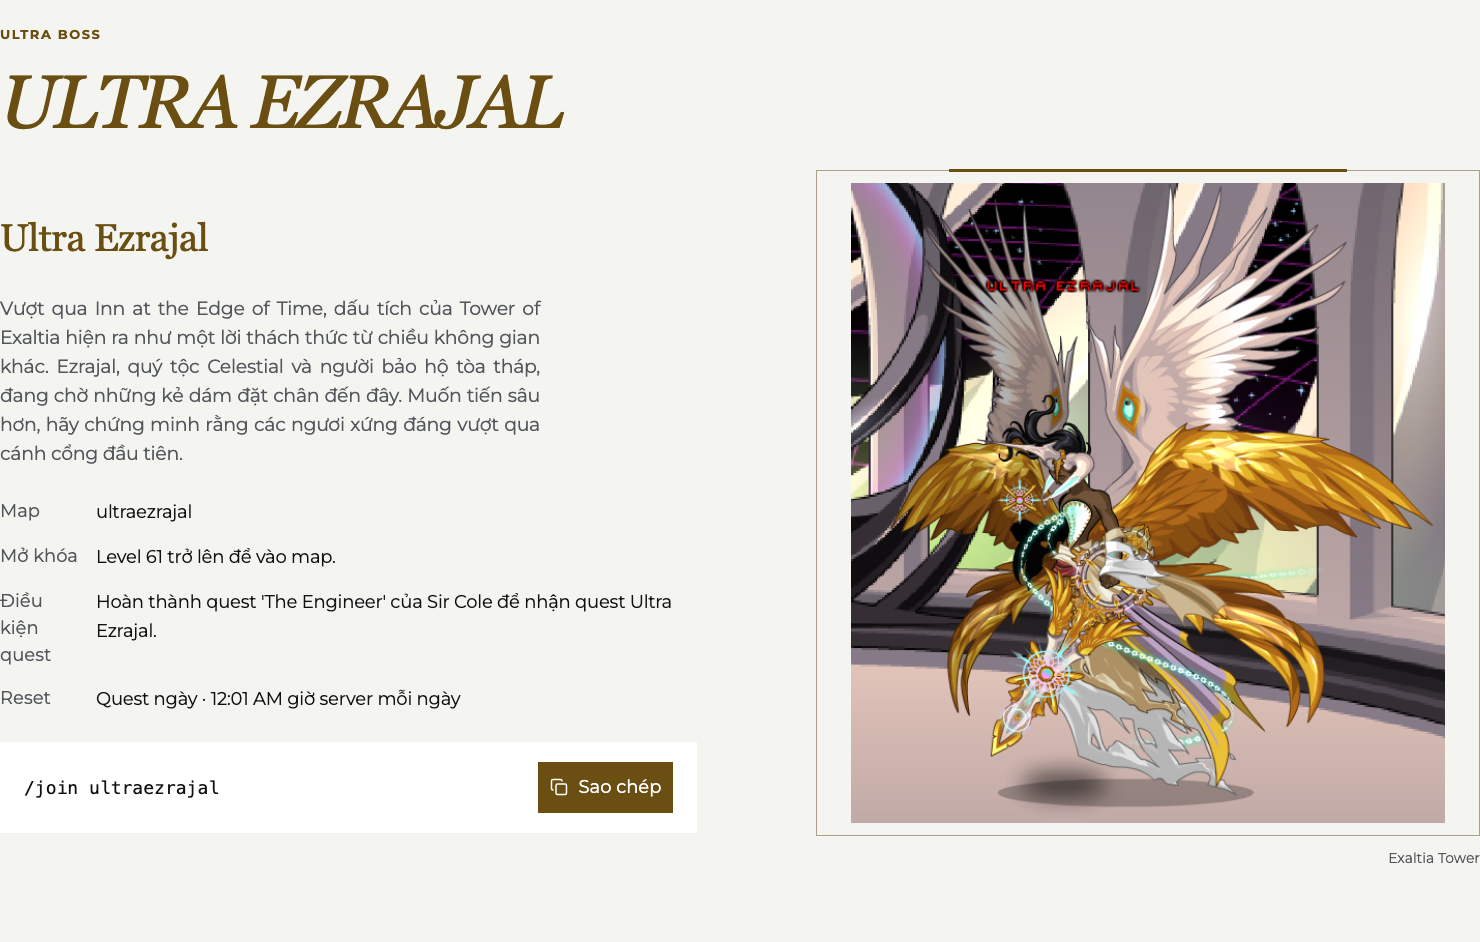 ULTRA BOSS
ULTRA EZRAJAL
Ultra Ezrajal
Vượt qua Inn at the Edge of Time, dấu tích của Tower of
Exaltia hiện ra như một lời thách thức từ chiều không gian
khác. Ezrajal, quý tộc Celestial và người bảo hộ tòa tháp,
đang chờ những kẻ dám đặt chân đến đây. Muốn tiến sâu
hơn, hãy chứng minh rằng các ngươi xứng đáng vượt qua
cánh cổng đầu tiên.
Map ultraezrajal
Mở khóa Level 61 trở lên để vào map.
Điều kiện quest Hoàn thành quest 'The Engineer' của Sir Cole để nhận quest Ultra
Ezrajal.
Reset Quest ngày · 12:01 AM giờ server mỗi ngày
/join ultraezrajal
Sao chép
ULTRA EZRAJAL
Exaltia Tower